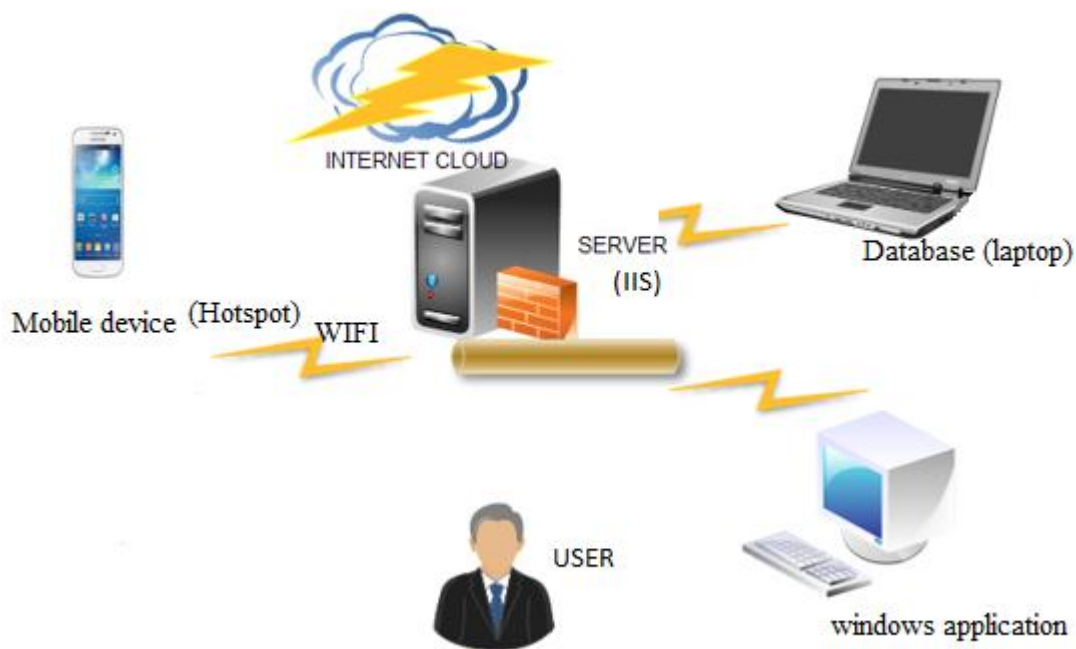 INTERNET CLOUD
SERVER
(IIS)
Database (laptop)
Mobile device
(Hotspot)
WIFI
USER
windows application